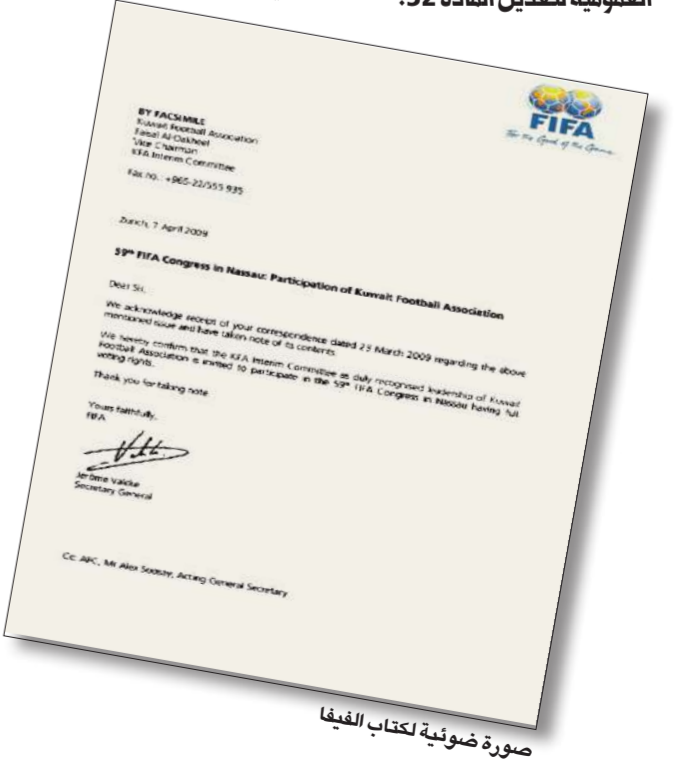 العمومية لتعديل المادة 32.
FIFA
For the Good of the Game
BY FACSIMILE
Kuwait Football Association
Faisal Al-Dakheel
Vice Chairman
KFA Interim Committee
Fax no.: +965-22/555 935
Zurich, 7 April 2009
59th FIFA Congress in Nassau: Participation of Kuwait Football Association
Dear Sir,
We acknowledge receipt of your correspondence dated 23 March 2009 regarding the above
mentioned issue and have taken note of its contents.
We hereby confirm that the KFA Interim Committee as duly recognised leadership of Kuwait
Football Association is invited to participate in the 59th FIFA Congress in Nassau having full
voting rights.
Thank you for taking note.
Yours faithfully,
FIFA
Jérôme Valcke
Secretary General
Cc: AFC, Mr Alex Soosay, Acting General Secretary
صورة ضوئية لكتاب الفيفا